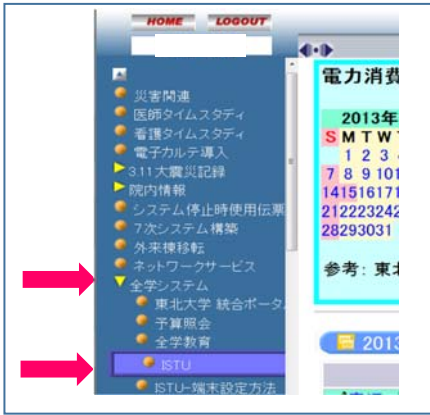 HOME LOGOUT
災害関連
医師タイムスタディ
看護タイムスタディ
電子カルテ導入
3.11大震災記録
院内情報
システム停止時使用伝票
7次システム構築
外来棟移転
ネットワークサービス
全学システム
東北大学 統合ポータ
予算照会
全学教育
ISTU
ISTU-端末設定方法
電力消費
2013年
S M T W T
1 2 3
7 8 9 10 1
14 15 16 17 1
21 22 23 24 2
28 29 30 31
参考: 東
2013